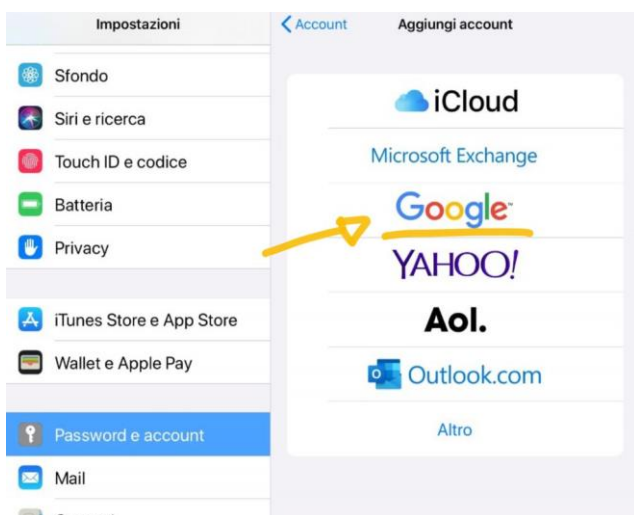 Impostazioni
Sfondo
Siri e ricerca
Touch ID e codice
Batteria
Privacy
iTunes Store e App Store
Wallet e Apple Pay
Password e account
Mail
Account
Aggiungi account
iCloud
Microsoft Exchange
Google
YAHOO!
Aol.
Outlook.com
Altro